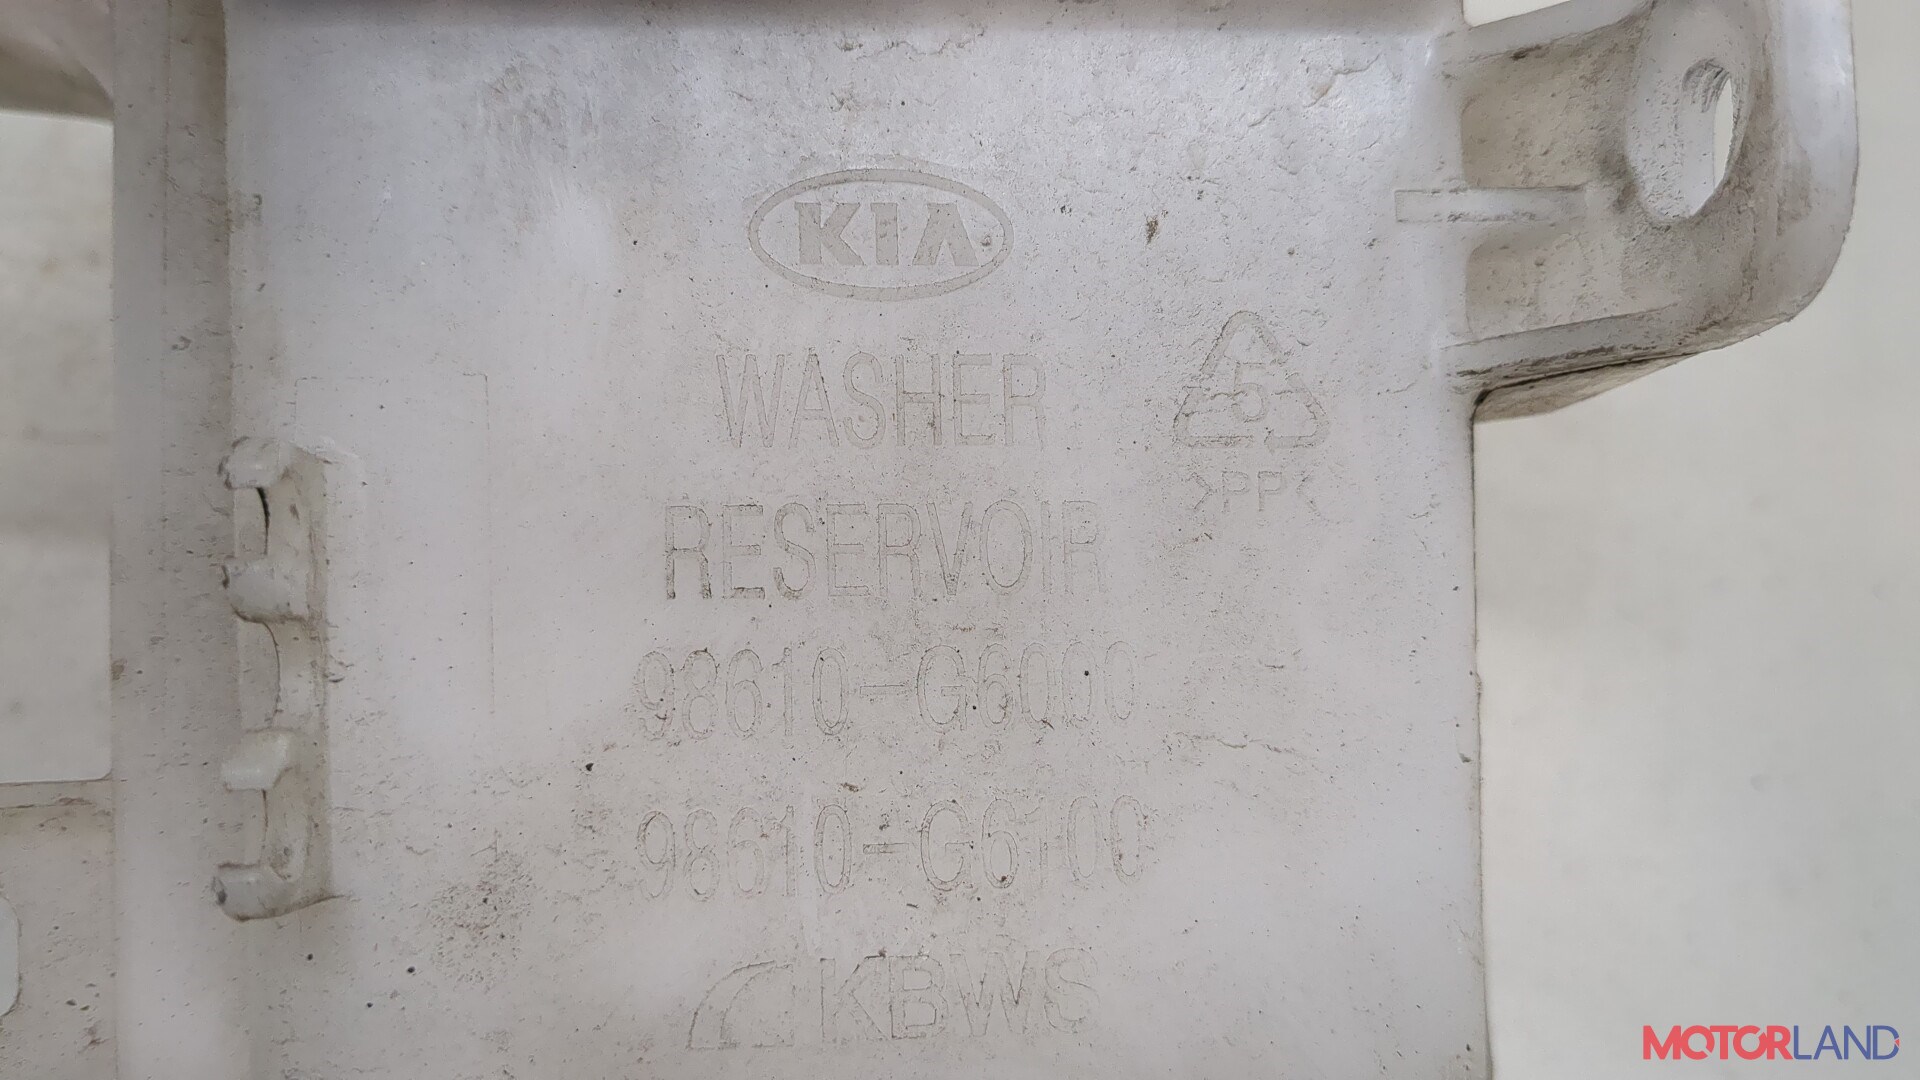 KIA
WASHER
RESERVOIR
5
>PP<
98610-G6000
98610-G6100
KBWS
MOTORLAND